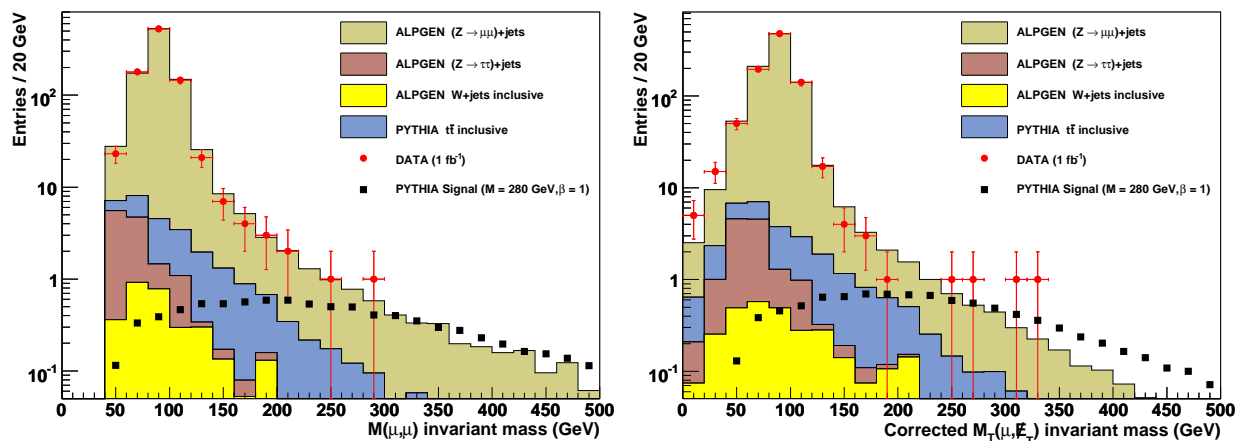 Entries / 20 GeV
10²
10
1
10⁻¹
ALPGEN (Z → μμ)+jets
ALPGEN (Z → ττ)+jets
ALPGEN W+jets inclusive
PYTHIA tt̄ inclusive
DATA (1 fb⁻¹)
PYTHIA Signal (M = 280 GeV,β = 1)
0 50 100 150 200 250 300 350 400 450 500
M(μ,μ) invariant mass (GeV)
Entries / 20 GeV
10²
10
1
10⁻¹
ALPGEN (Z → μμ)+jets
ALPGEN (Z → ττ)+jets
ALPGEN W+jets inclusive
PYTHIA tt̄ inclusive
DATA (1 fb⁻¹)
PYTHIA Signal (M = 280 GeV,β = 1)
0 50 100 150 200 250 300 350 400 450 500
Corrected M_T(μ,E̸_T) invariant mass (GeV)